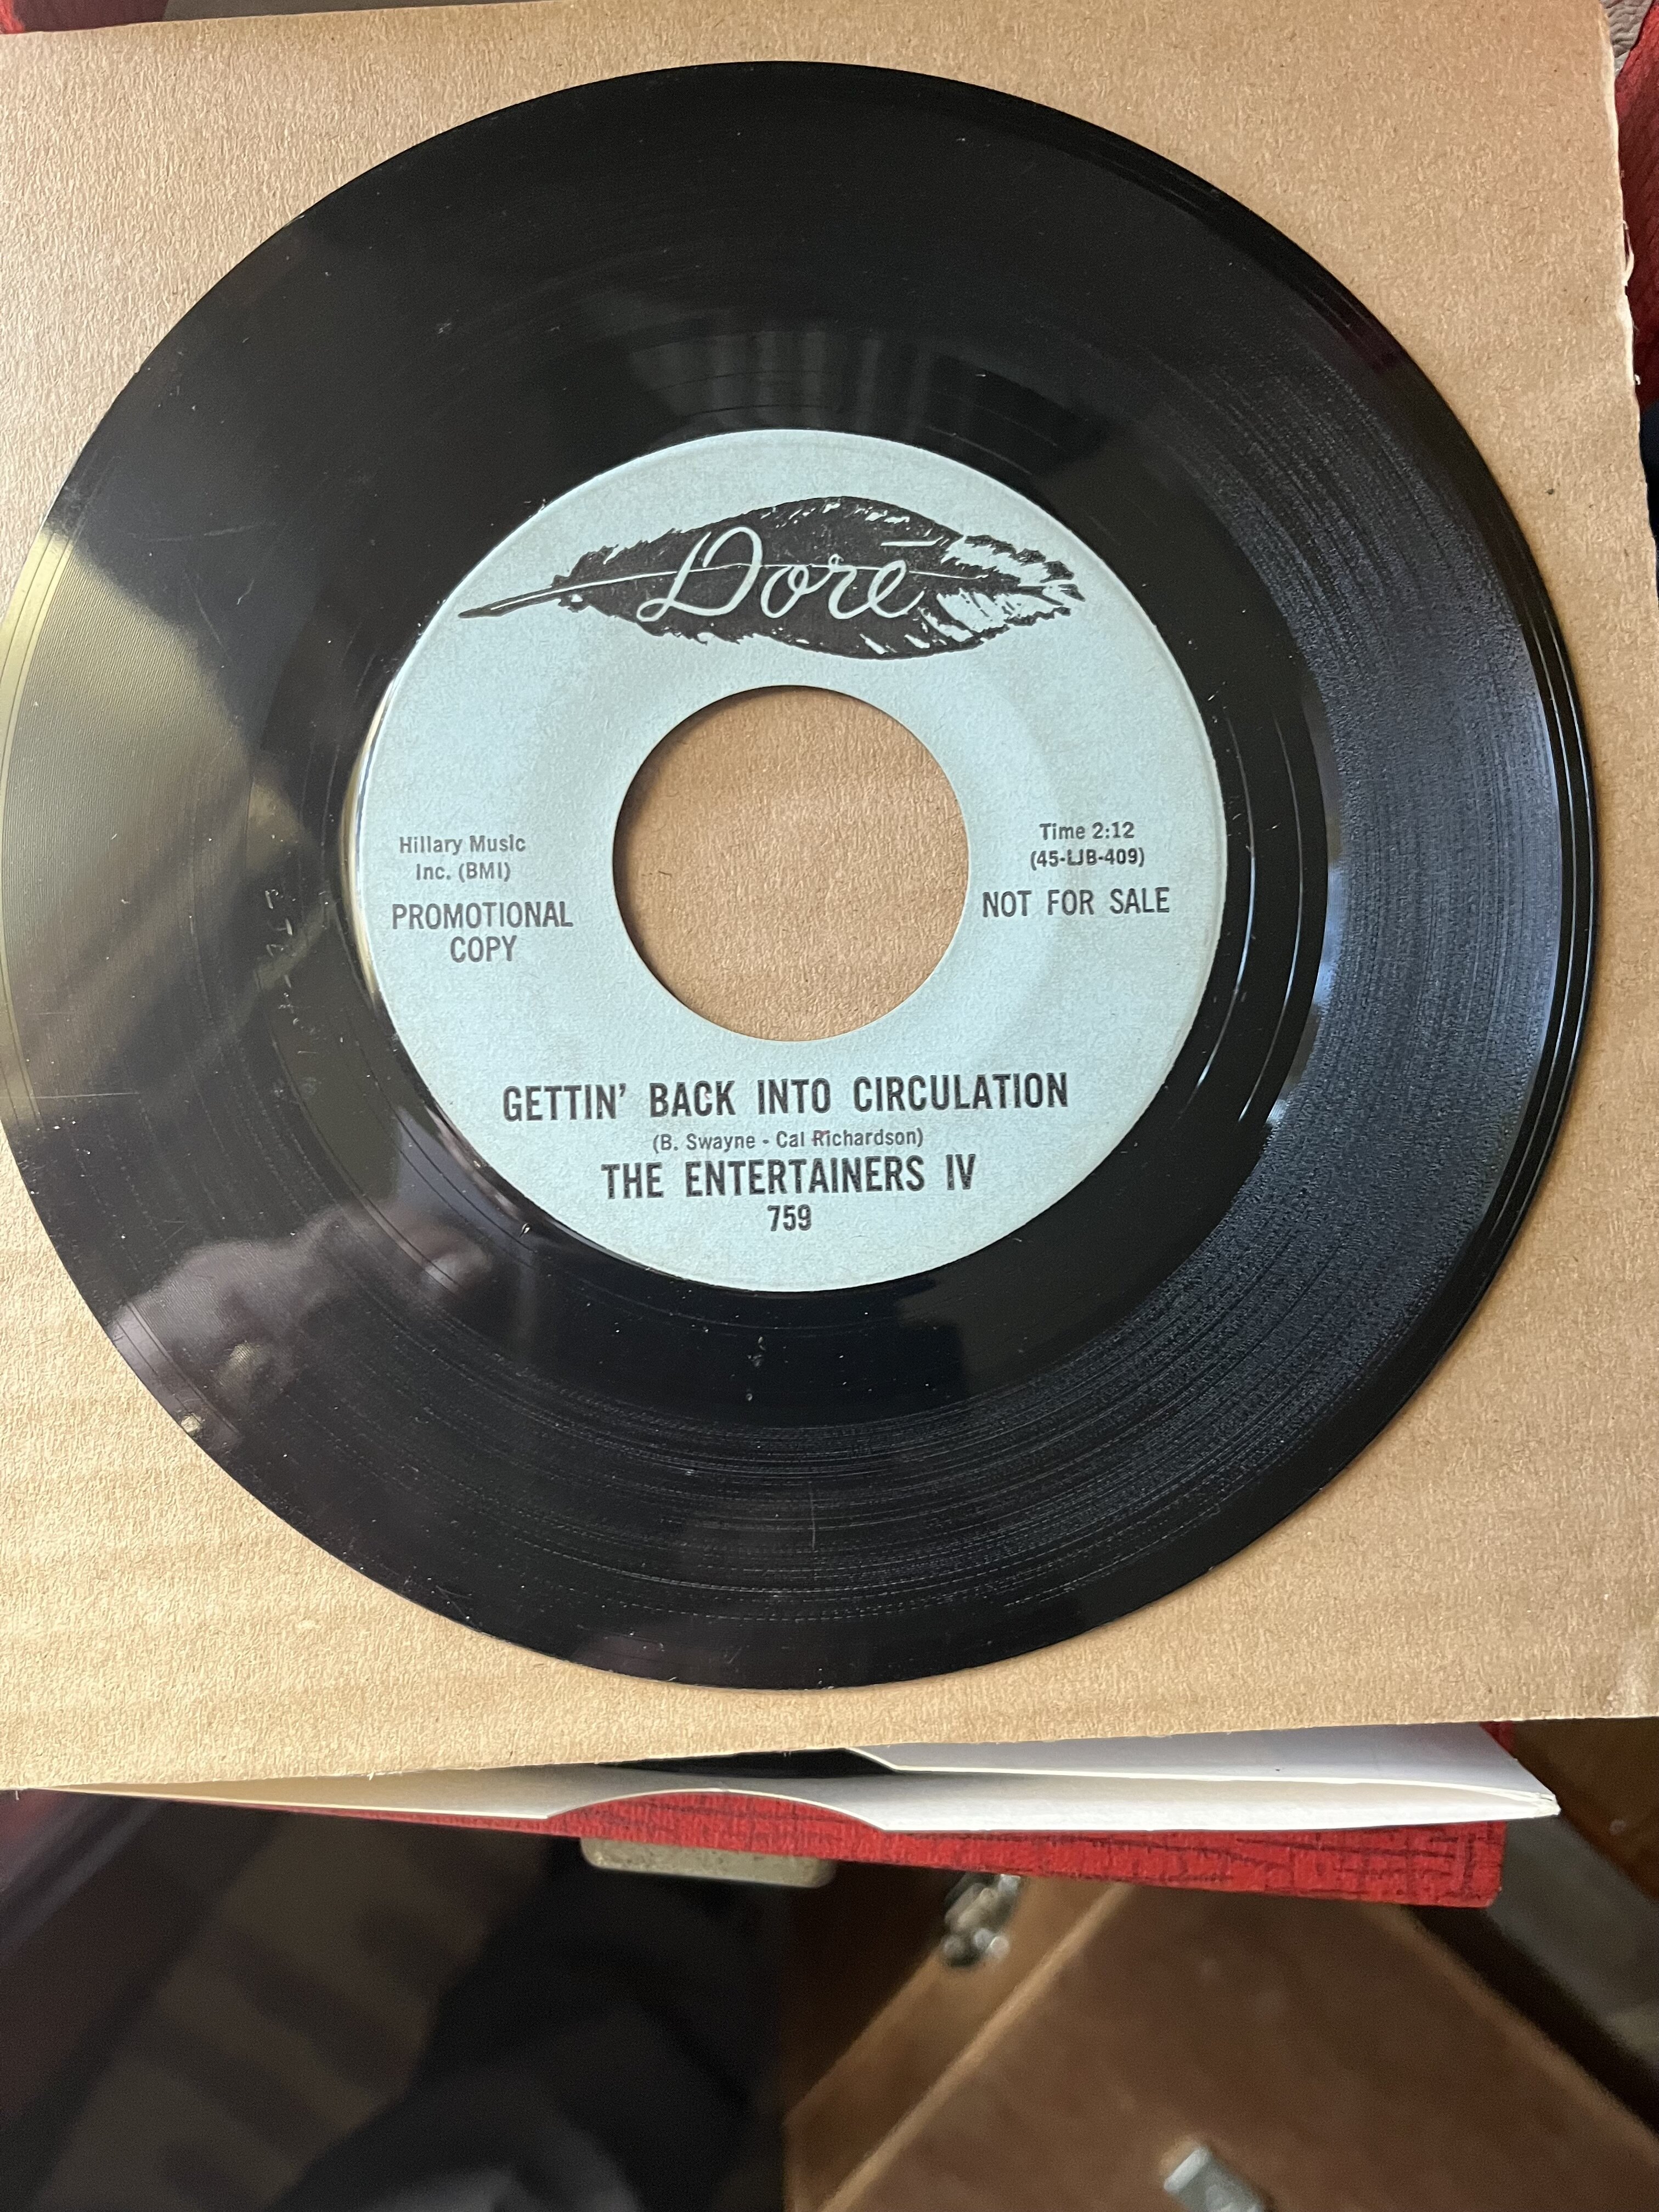 Doré
Hillary Music
Inc. (BMI)
PROMOTIONAL
COPY
Time 2:12
(45-LJB-409)
NOT FOR SALE
GETTIN' BACK INTO CIRCULATION
(B. Swayne - Cal Richardson)
THE ENTERTAINERS IV
759